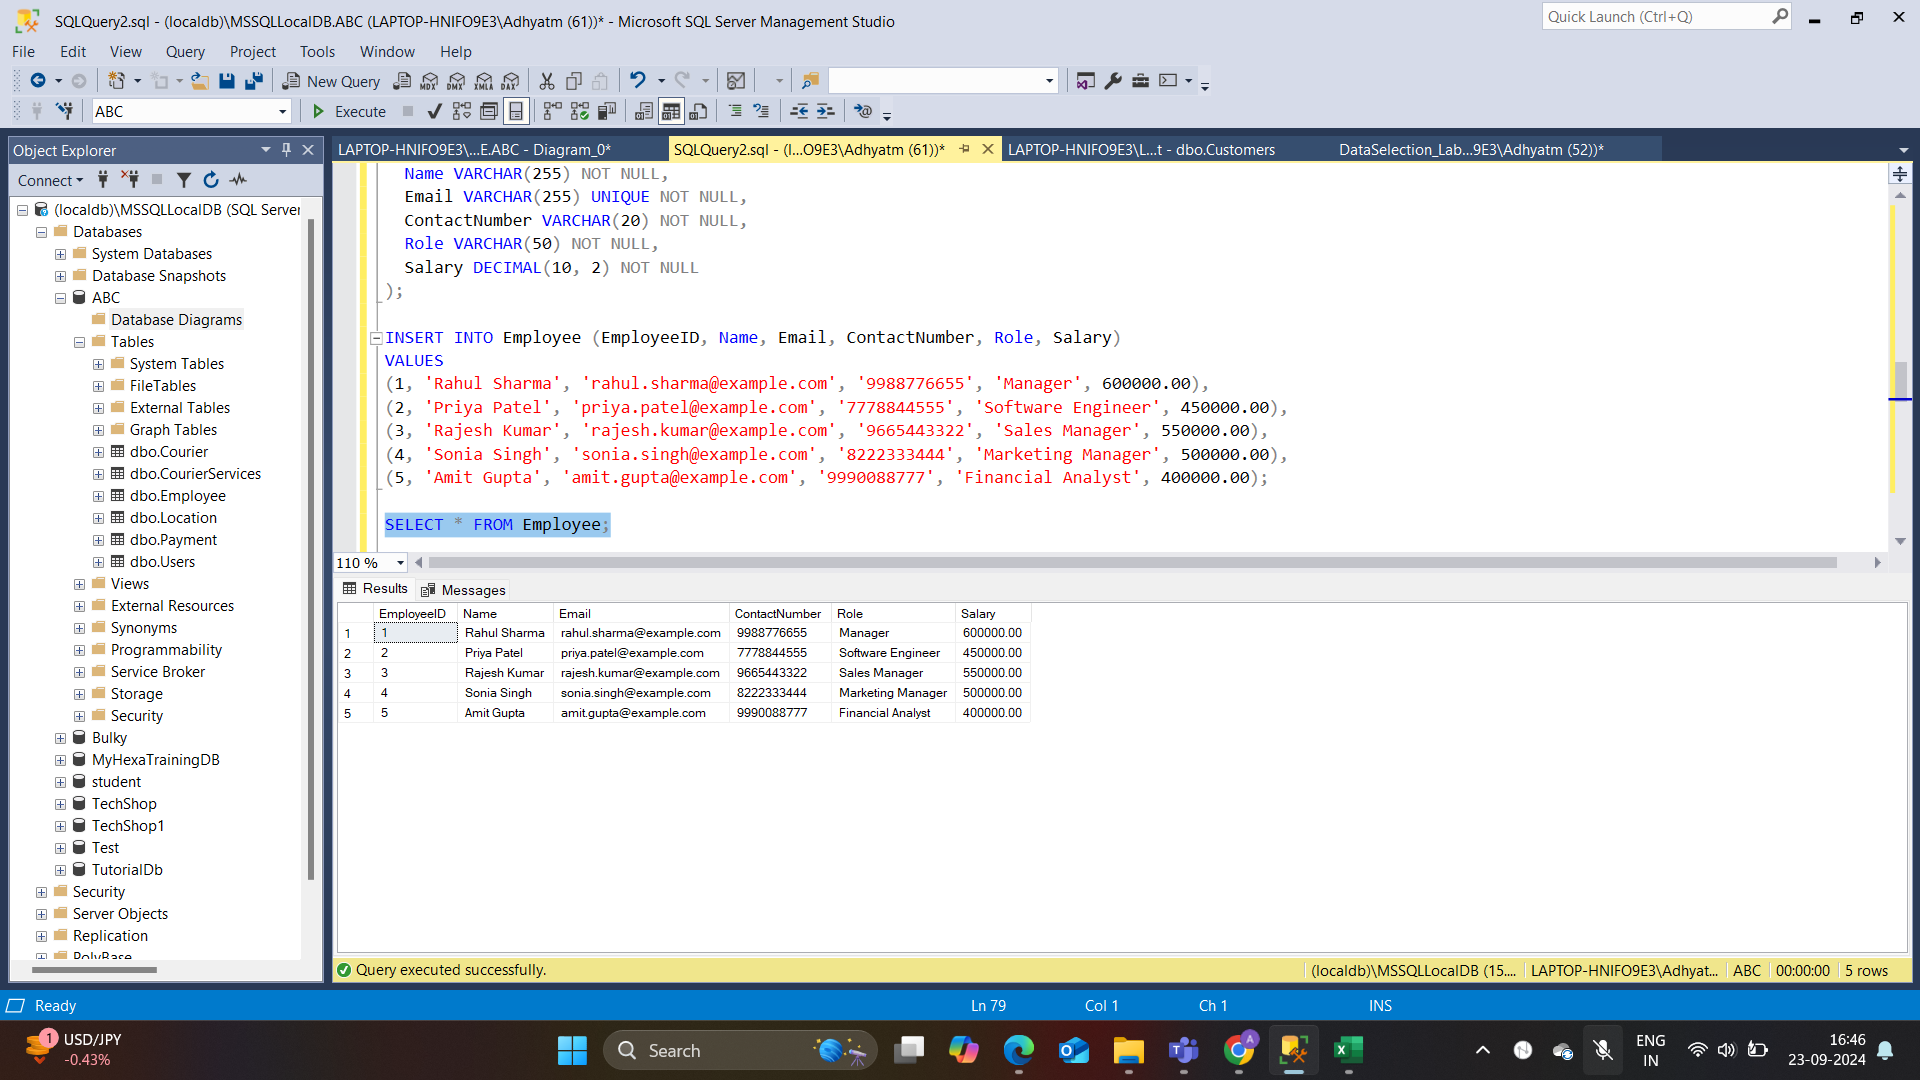 SQLQuery2.sql - (localdb)\MSSQLLocalDB.ABC (LAPTOP-HNIFO9E3\Adhyatm (61))* - Microsoft SQL Server Management Studio
Quick Launch (Ctrl+Q)
File Edit View Query Project Tools Window Help
New Query MDX DMX XMLA DAX
ABC Execute
Object Explorer
LAPTOP-HNIFO9E3\...E.ABC - Diagram_0* SQLQuery2.sql - (l...O9E3\Adhyatm (61))* LAPTOP-HNIFO9E3\L...t - dbo.Customers DataSelection_Lab...9E3\Adhyatm (52))*
Connect
(localdb)\MSSQLLocalDB (SQL Server
Databases
System Databases
Database Snapshots
ABC
Database Diagrams
Tables
System Tables
FileTables
External Tables
Graph Tables
dbo.Courier
dbo.CourierServices
dbo.Employee
dbo.Location
dbo.Payment
dbo.Users
Views
External Resources
Synonyms
Programmability
Service Broker
Storage
Security
Bulky
MyHexaTrainingDB
student
TechShop
TechShop1
Test
TutorialDb
Security
Server Objects
Replication
PolyBase
Name VARCHAR(255) NOT NULL,
Email VARCHAR(255) UNIQUE NOT NULL,
ContactNumber VARCHAR(20) NOT NULL,
Role VARCHAR(50) NOT NULL,
Salary DECIMAL(10, 2) NOT NULL
);
INSERT INTO Employee (EmployeeID, Name, Email, ContactNumber, Role, Salary)
VALUES
(1, 'Rahul Sharma', 'rahul.sharma@example.com', '9988776655', 'Manager', 600000.00),
(2, 'Priya Patel', 'priya.patel@example.com', '7778844555', 'Software Engineer', 450000.00),
(3, 'Rajesh Kumar', 'rajesh.kumar@example.com', '9665443322', 'Sales Manager', 550000.00),
(4, 'Sonia Singh', 'sonia.singh@example.com', '8222333444', 'Marketing Manager', 500000.00),
(5, 'Amit Gupta', 'amit.gupta@example.com', '9990088777', 'Financial Analyst', 400000.00);
SELECT * FROM Employee;
110 %
Results Messages
EmployeeID Name Email ContactNumber Role Salary
1 1 Rahul Sharma rahul.sharma@example.com 9988776655 Manager 600000.00
2 2 Priya Patel priya.patel@example.com 7778844555 Software Engineer 450000.00
3 3 Rajesh Kumar rajesh.kumar@example.com 9665443322 Sales Manager 550000.00
4 4 Sonia Singh sonia.singh@example.com 8222333444 Marketing Manager 500000.00
5 5 Amit Gupta amit.gupta@example.com 9990088777 Financial Analyst 400000.00
Query executed successfully. (localdb)\MSSQLLocalDB (15.... LAPTOP-HNIFO9E3\Adhyat... ABC 00:00:00 5 rows
Ready Ln 79 Col 1 Ch 1 INS
1 USD/JPY
-0.43%
Search
A
ENG
IN
16:46
23-09-2024